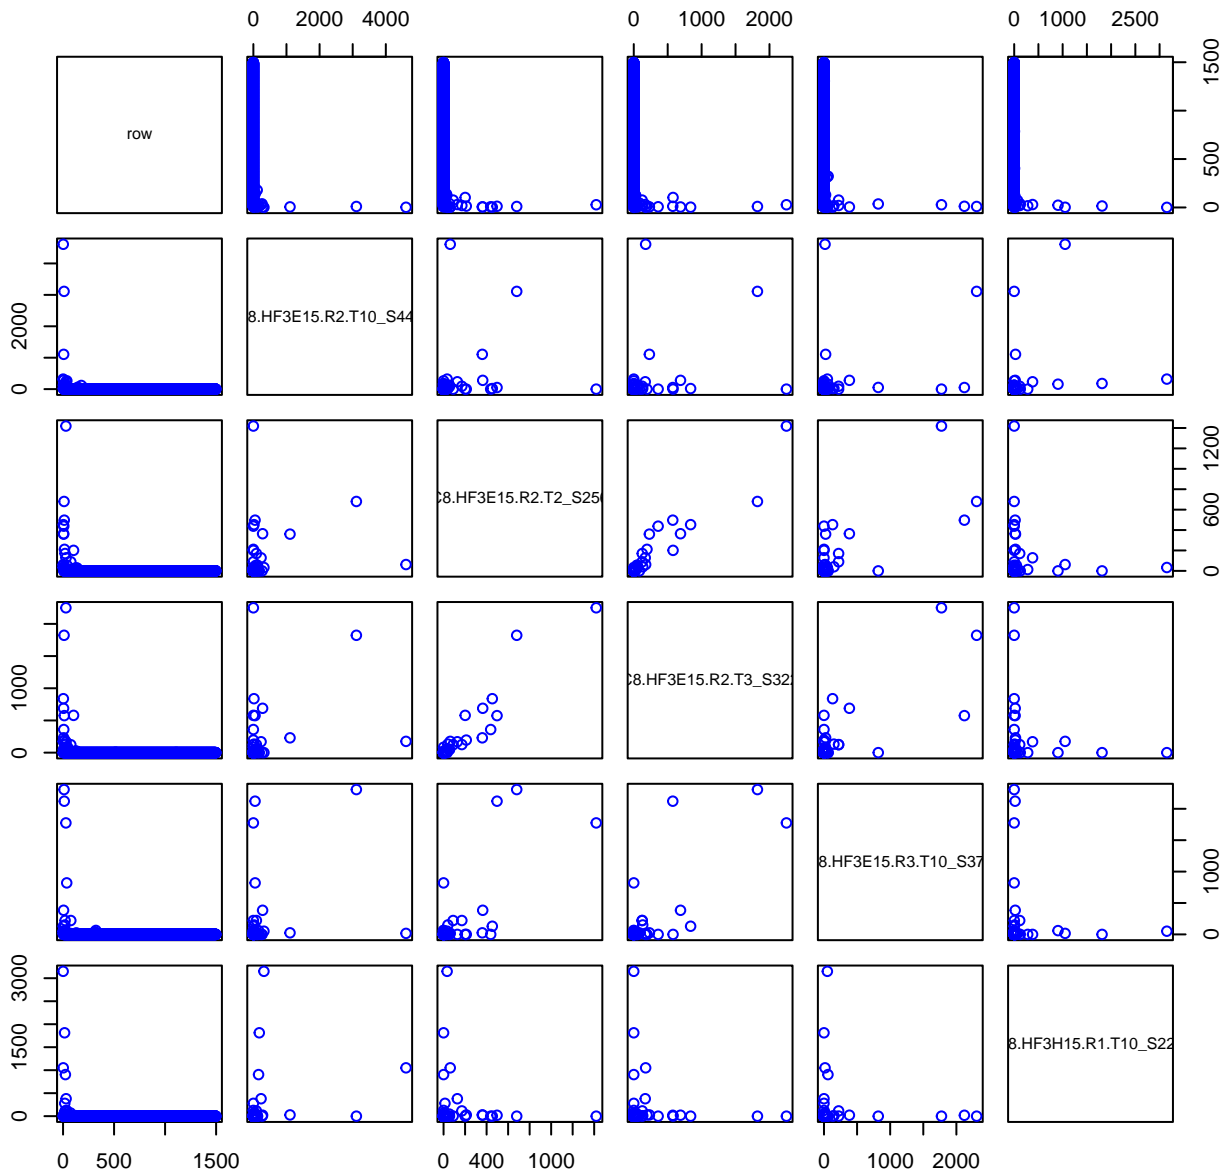 0 2000 4000 0 1000 2000 0 1000 2500
row
0 500 1500
0 2000
8.HF3E15.R2.T10_S44
C8.HF3E15.R2.T2_S250
0 600 1200
0 1000
C8.HF3E15.R2.T3_S322
8.HF3E15.R3.T10_S37
0 1000
0 1500 3000
8.HF3H15.R1.T10_S22
0 500 1500 0 400 1000 0 1000 2000